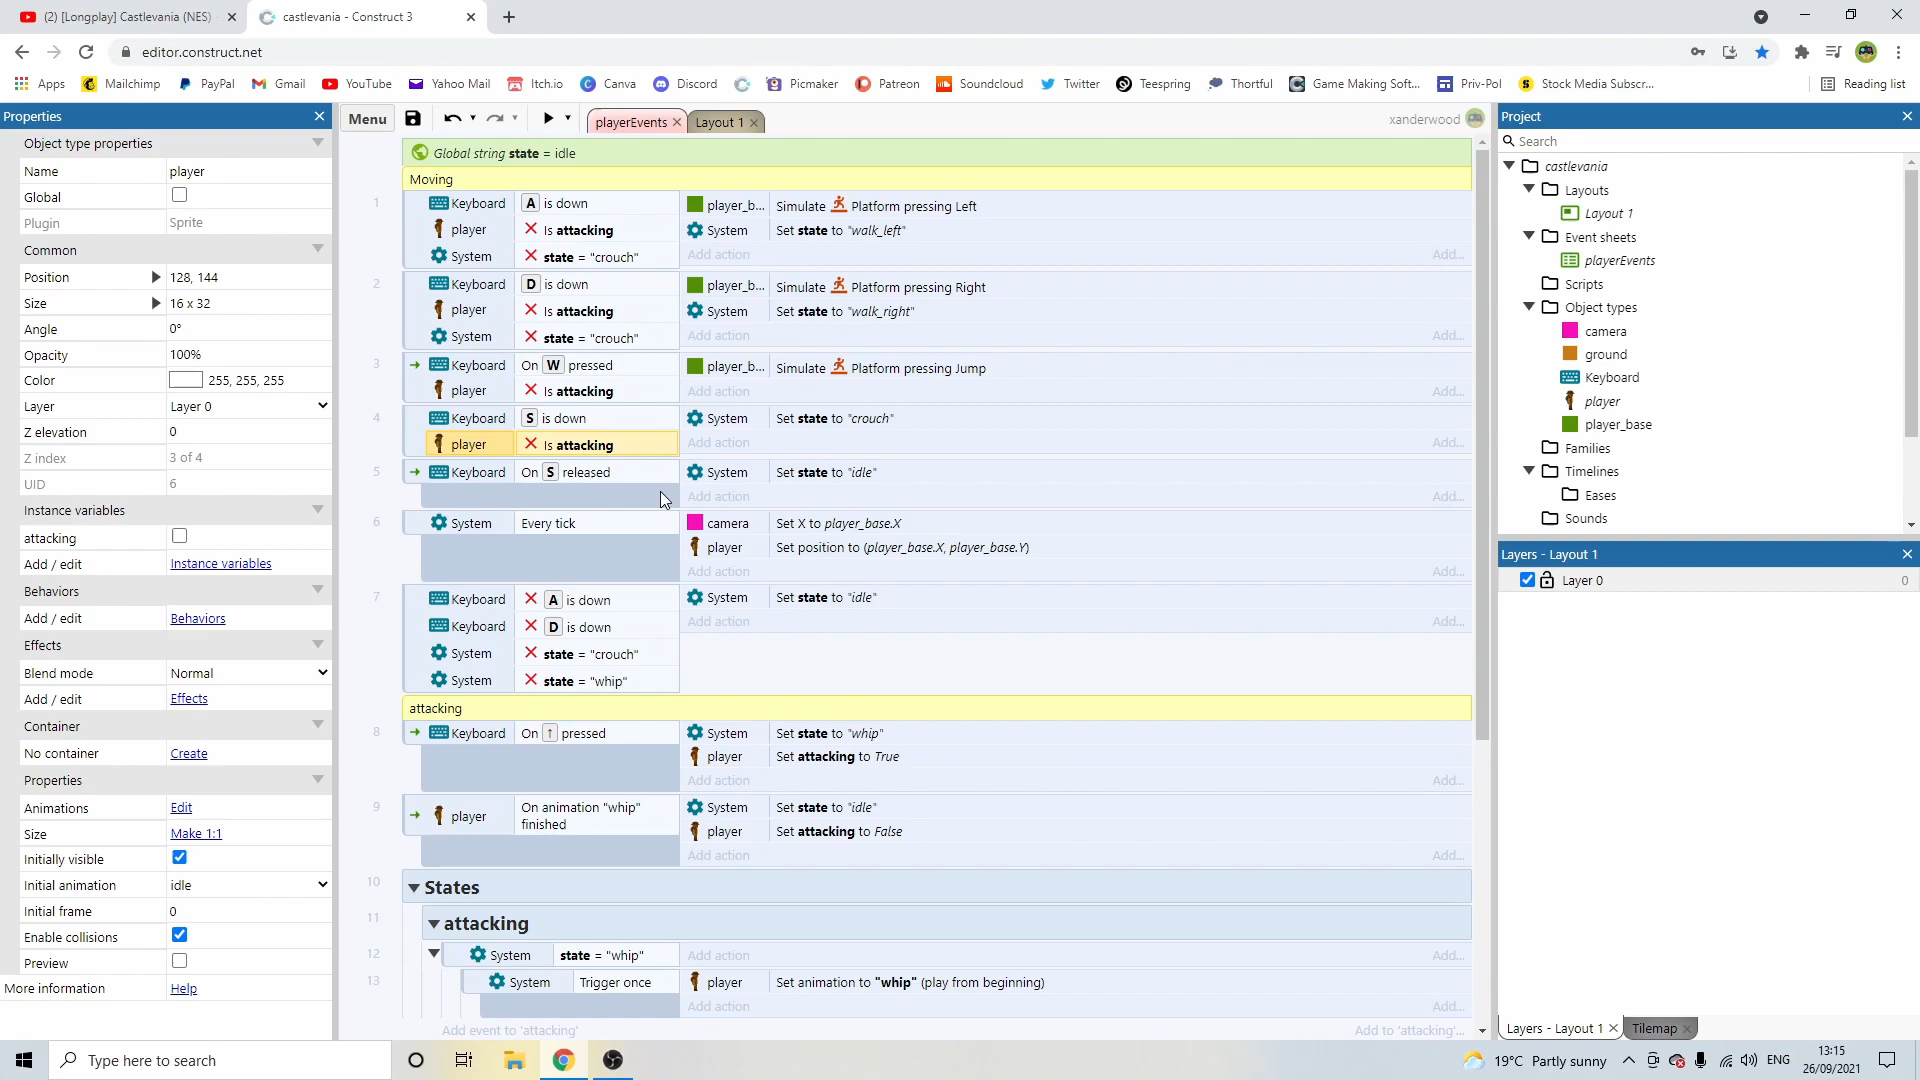 (2) [Longplay] Castlevania (NES)
castlevania - Construct 3
editor.construct.net
Apps Mailchimp PayPal Gmail YouTube Yahoo Mail Itch.io Canva Discord Picmaker Patreon Soundcloud Twitter Teespring Thortful Game Making Soft... Priv-Pol Stock Media Subscr... Reading list
Properties
Object type properties
Name player
Global
Plugin Sprite
Common
Position 128, 144
Size 16 x 32
Angle 0°
Opacity 100%
Color 255, 255, 255
Layer Layer 0
Z elevation 0
Z index 3 of 4
UID 6
Instance variables
attacking
Add / edit Instance variables
Behaviors
Add / edit Behaviors
Effects
Blend mode Normal
Add / edit Effects
Container
No container Create
Properties
Animations Edit
Size Make 1:1
Initially visible
Initial animation idle
Initial frame 0
Enable collisions
Preview
More information Help
Menu
playerEvents Layout 1
xanderwood
Global string state = idle
Moving
1 Keyboard A is down player_b... Simulate Platform pressing Left
player Is attacking System Set state to "walk_left"
System state = "crouch" Add action Add...
2 Keyboard D is down player_b... Simulate Platform pressing Right
player Is attacking System Set state to "walk_right"
System state = "crouch" Add action Add...
3 Keyboard On W pressed player_b... Simulate Platform pressing Jump
player Is attacking Add action Add...
4 Keyboard S is down System Set state to "crouch"
player Is attacking Add action Add...
5 Keyboard On S released System Set state to "idle"
Add action Add...
6 System Every tick camera Set X to player_base.X
player Set position to (player_base.X, player_base.Y)
Add action Add...
7 Keyboard A is down System Set state to "idle"
Keyboard D is down Add action Add...
System state = "crouch"
System state = "whip"
attacking
8 Keyboard On ↑ pressed System Set state to "whip"
player Set attacking to True
Add action Add...
9 player On animation "whip" finished System Set state to "idle"
player Set attacking to False
Add action Add...
10 States
11 attacking
12 System state = "whip" Add action Add...
13 System Trigger once player Set animation to "whip" (play from beginning)
Add action Add...
Add event to 'attacking' Add to 'attacking'...
Project
Search
castlevania
Layouts
Layout 1
Event sheets
playerEvents
Scripts
Object types
camera
ground
Keyboard
player
player_base
Families
Timelines
Eases
Sounds
Layers - Layout 1
Layer 0 0
Layers - Layout 1 Tilemap
Type here to search
19°C Partly sunny
ENG
13:15
26/09/2021